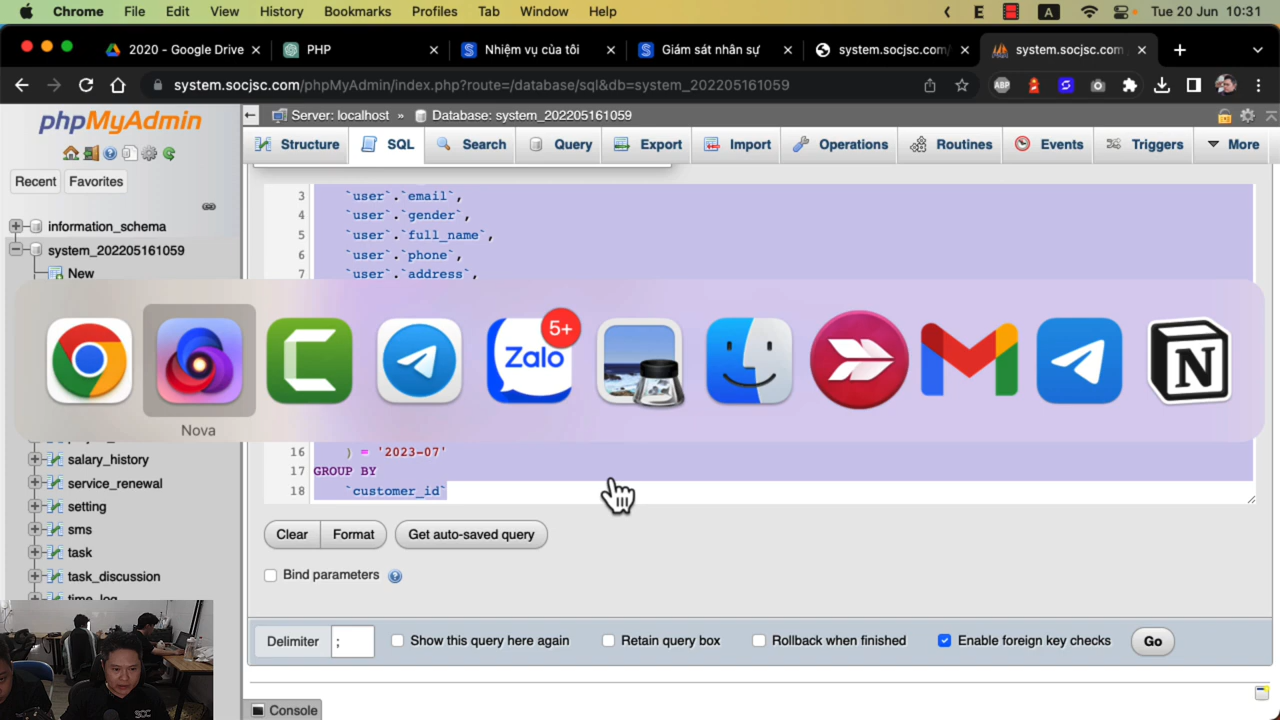 Chrome File Edit View History Bookmarks Profiles Tab Window Help
E A Tue 20 Jun 10:31
2020 - Google Drive PHP Nhiệm vụ của tôi Giám sát nhân sự system.socjsc.com/ system.socjsc.com
system.socjsc.com/phpMyAdmin/index.php?route=/database/sql&db=system_202205161059
ABP
phpMyAdmin
Server: localhost » Database: system_202205161059
Structure SQL Search Query Export Import Operations Routines Events Triggers More
Recent Favorites
information_schema
system_202205161059
New
3 `user`.`email`,
4 `user`.`gender`,
5 `user`.`full_name`,
6 `user`.`phone`,
7 `user`.`address`,
5+
Zalo
N
Nova
16 ) = '2023-07'
17 GROUP BY
18 `customer_id`
salary_history
service_renewal
setting
sms
task
task_discussion
time_log
Clear Format Get auto-saved query
Bind parameters
Delimiter ; Show this query here again Retain query box Rollback when finished Enable foreign key checks Go
Console
SOC